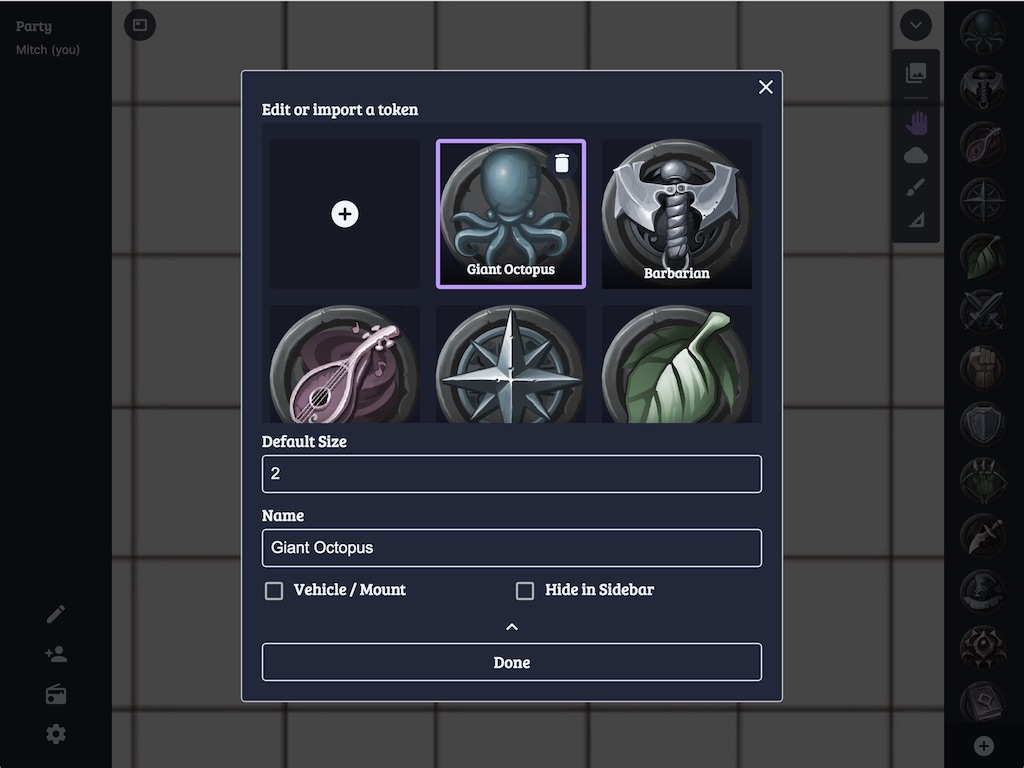 Party
Mitch (you)
Edit or import a token
Giant Octopus
Barbarian
Default Size
2
Name
Giant Octopus
Vehicle / Mount
Hide in Sidebar
Done